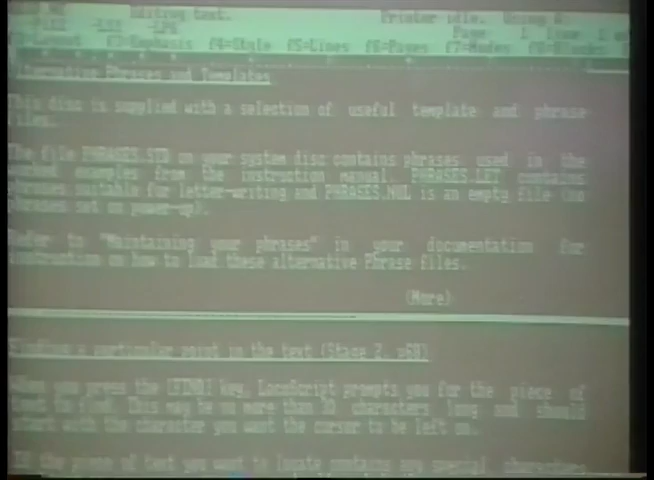 Editing text. Printer idle. Using A:
f3=Emphasis f4=Style f5=Lines f6=Pages f7=Modes
Phrases and Templates
This disc is supplied with a selection of useful template and phrase
files.
The file PHRASES.STD on your system disc contains phrases used in the
worked examples from the instruction manual. PHRASES.LET contains
phrases suitable for letter-writing and PHRASES.NUL is an empty file (no
phrases set on power-up).
Refer to "Maintaining your phrases" in your documentation for
instruction on how to load these alternative Phrase files.
(More)
Finding a particular point in the text (Stage 2, p68)
When you press the [FIND] key, LocoScript prompts you for the piece of
text to find. This may be no more than 30 characters long and should
start with the character you want the cursor to be left on.
If the piece of text you want to locate contains any special characters